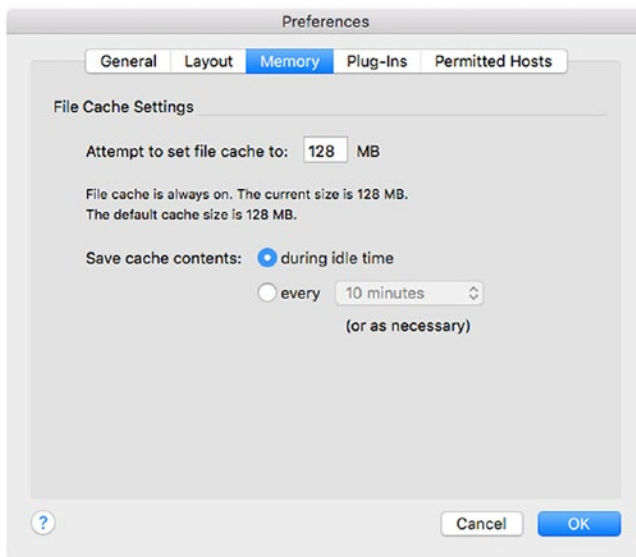 Preferences
General Layout Memory Plug-Ins Permitted Hosts
File Cache Settings
Attempt to set file cache to: 128 MB
File cache is always on. The current size is 128 MB.
The default cache size is 128 MB.
Save cache contents: during idle time
every 10 minutes
(or as necessary)
? Cancel OK